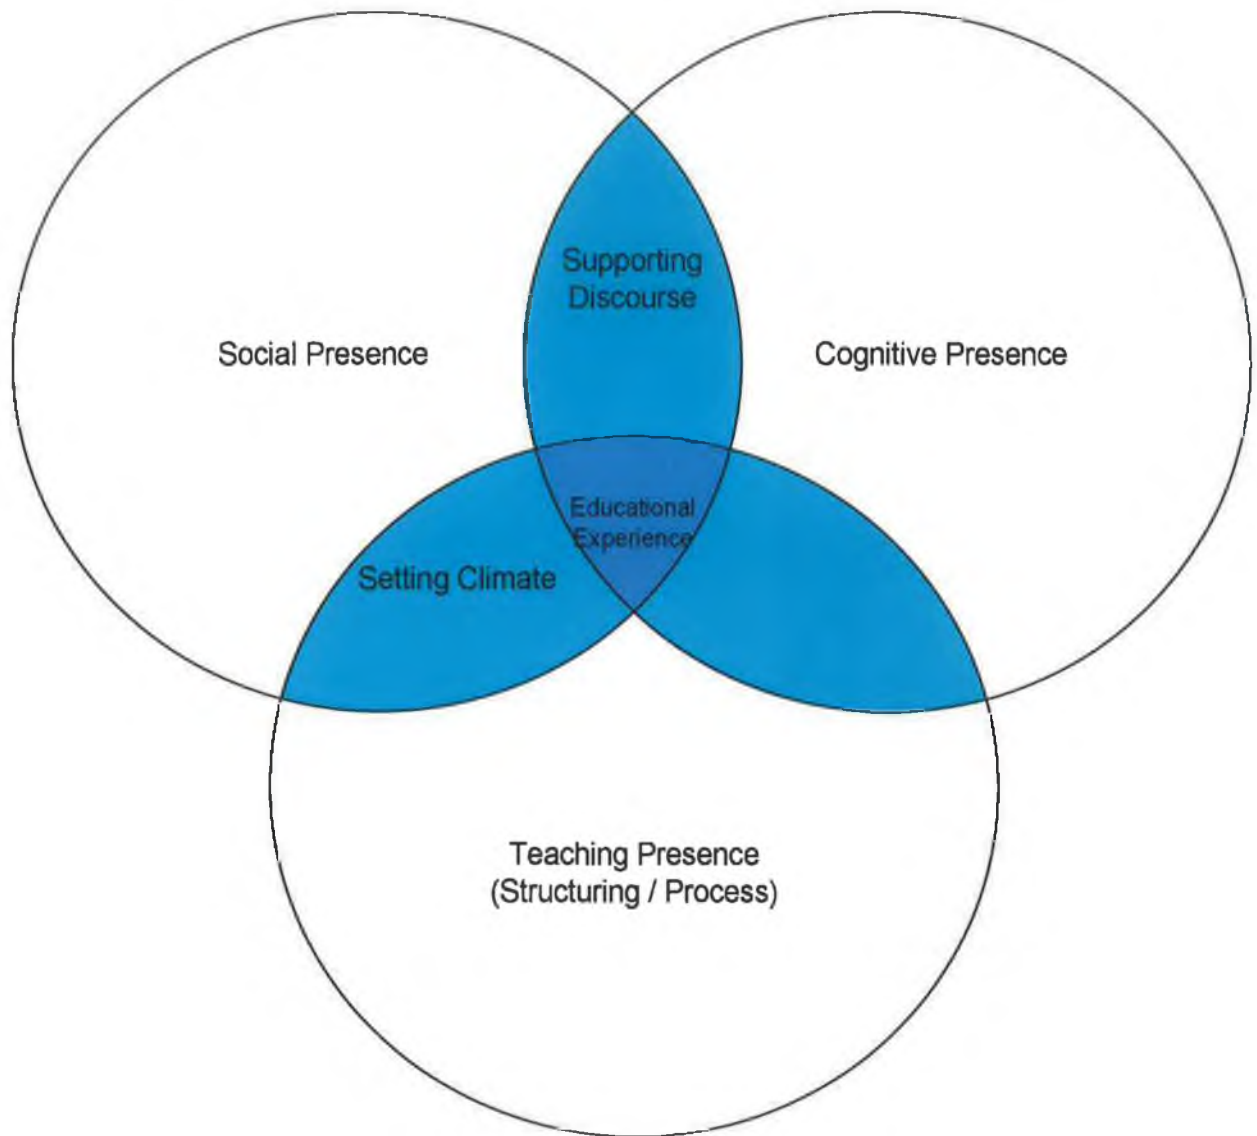 Supporting
Discourse
Social Presence
Cognitive Presence
Educational
Experience
Setting Climate
Teaching Presence
(Structuring / Process)